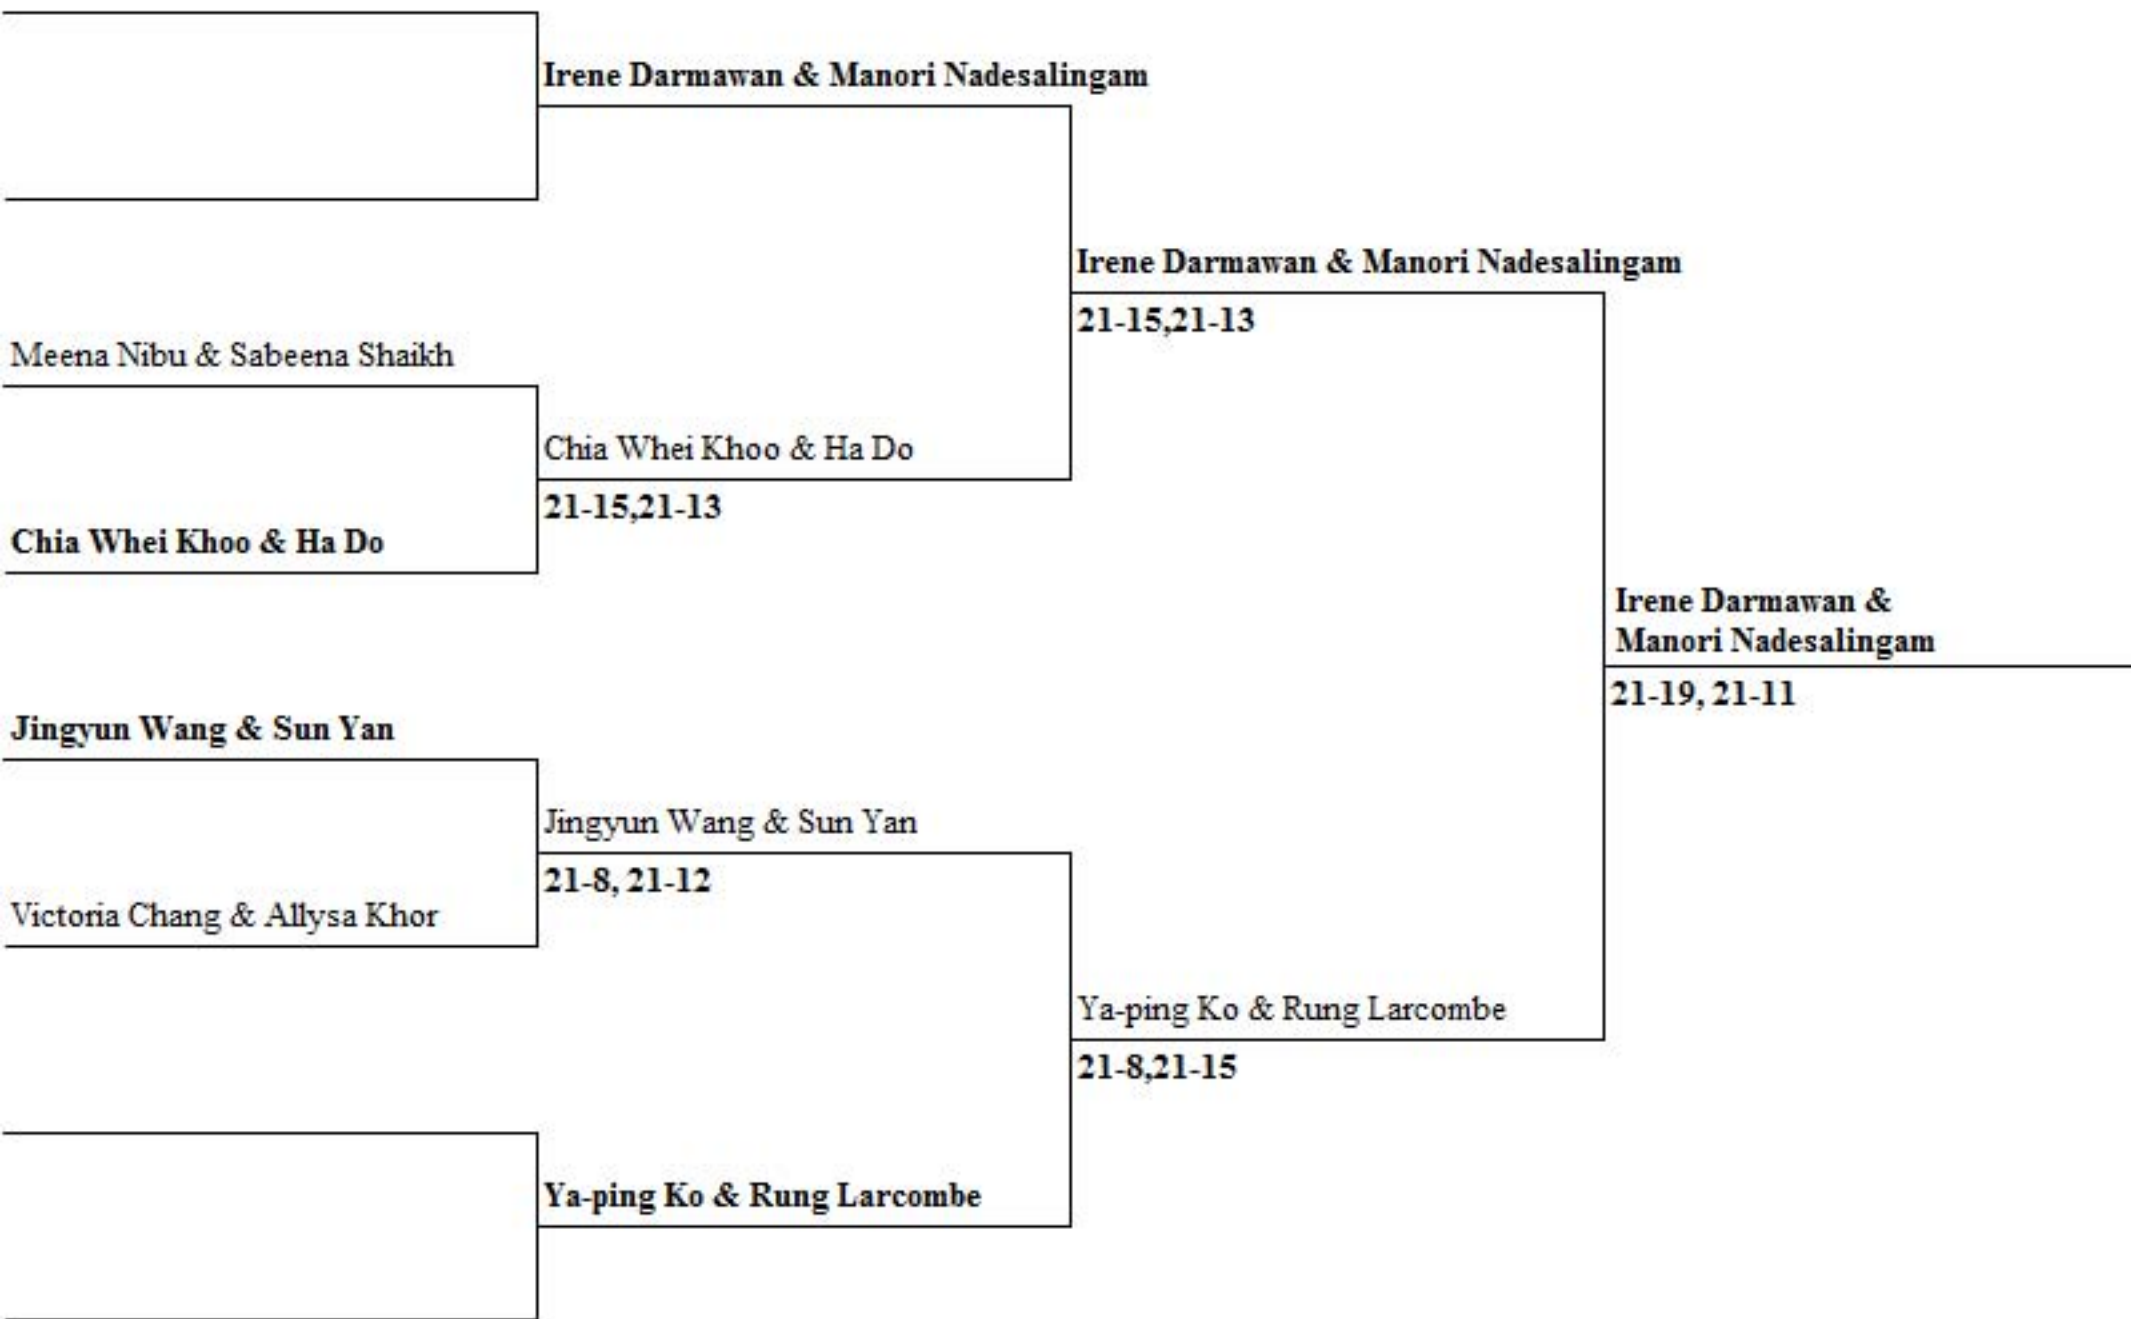 Irene Darmawan & Manori Nadesalingam
Irene Darmawan & Manori Nadesalingam
21-15,21-13
Meena Nibu & Sabeena Shaikh
Chia Whei Khoo & Ha Do
21-15,21-13
Chia Whei Khoo & Ha Do
Irene Darmawan &
Manori Nadesalingam
21-19, 21-11
Jingyun Wang & Sun Yan
Jingyun Wang & Sun Yan
21-8, 21-12
Victoria Chang & Allysa Khor
Ya-ping Ko & Rung Larcombe
21-8,21-15
Ya-ping Ko & Rung Larcombe